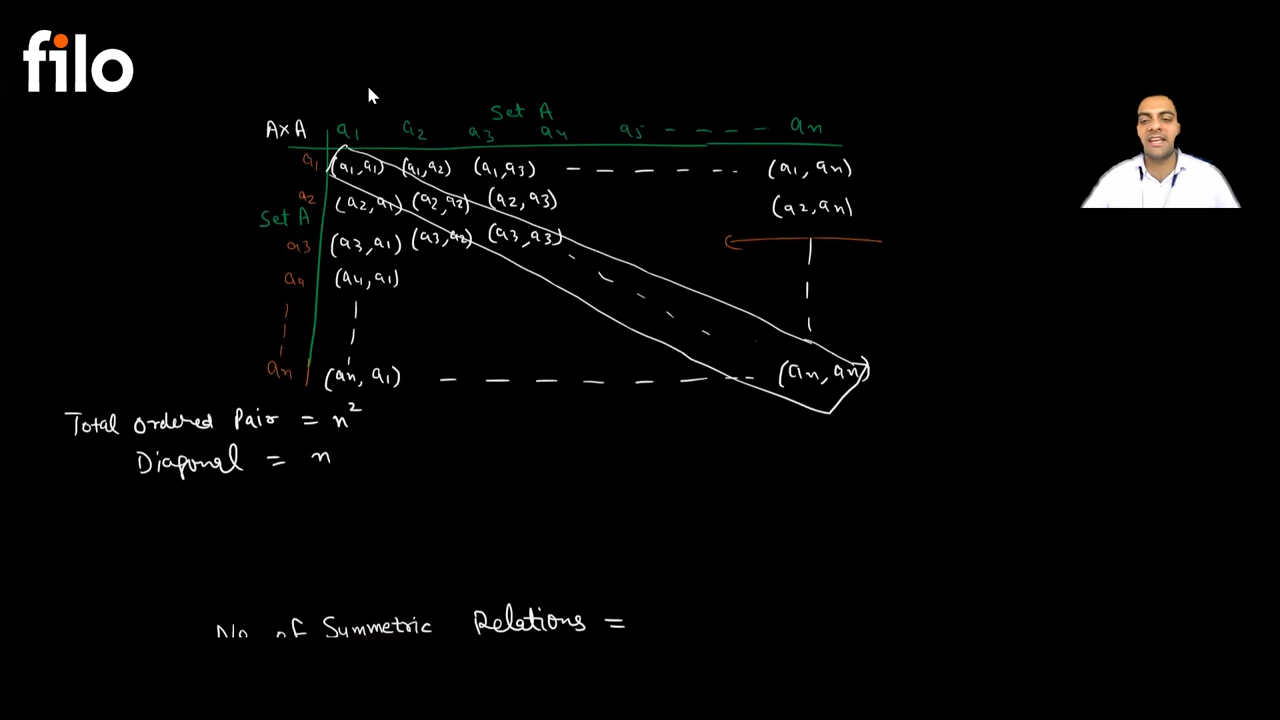 filo
Set A
A×A a1 a2 a3 a4 a5 - - - - an
a1 (a1,a1) (a1,a2) (a1,a3) - - - - - - (a1, an)
a2 (a2,a1) (a2,a2) (a2,a3) (a2,an)
Set A
a3 (a3,a1) (a3,a2) (a3,a3)
a4 (a4,a1)
an (an, a1) - - - - - - - (an, an)
Total ordered Pair = n²
Diagonal = n
No of Symmetric Relations =